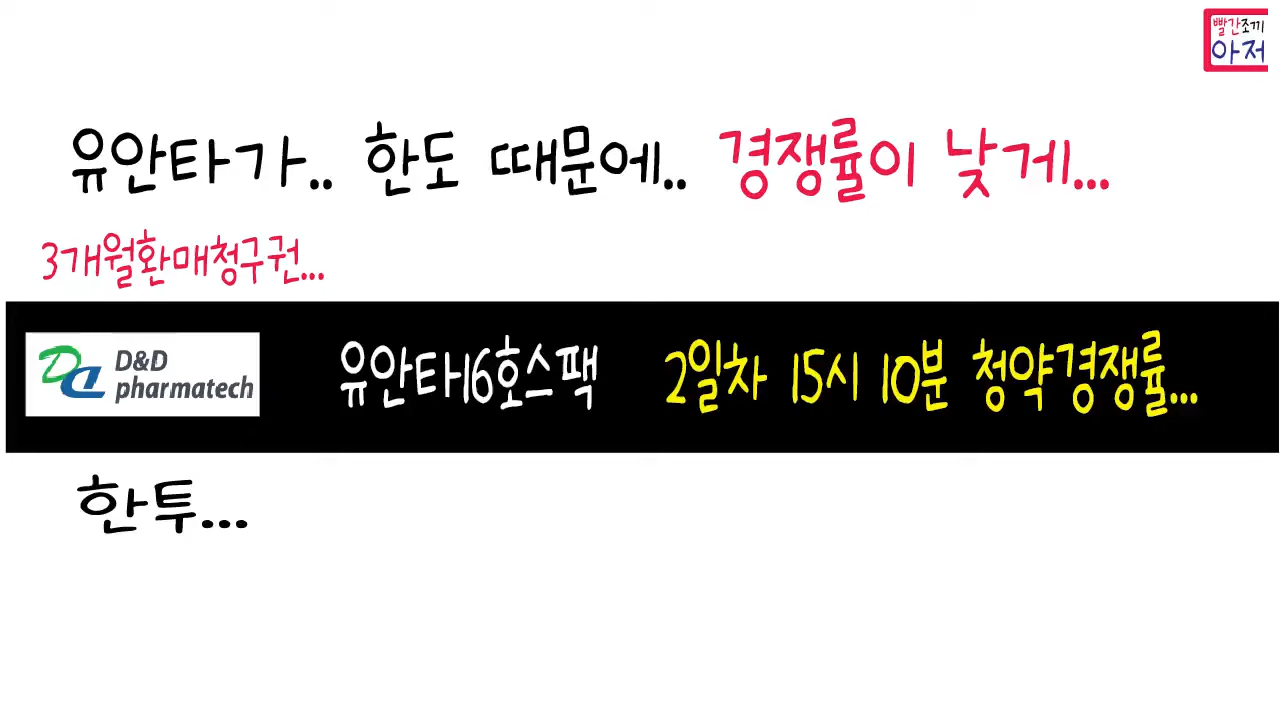 빨간조끼
아저
유안타가.. 한도 때문에.. 경쟁률이 낮게...
3개월환매청구권...
D&D
pharmatech
유안타16호스팩 2일차 15시 10분 청약경쟁률...
한투...